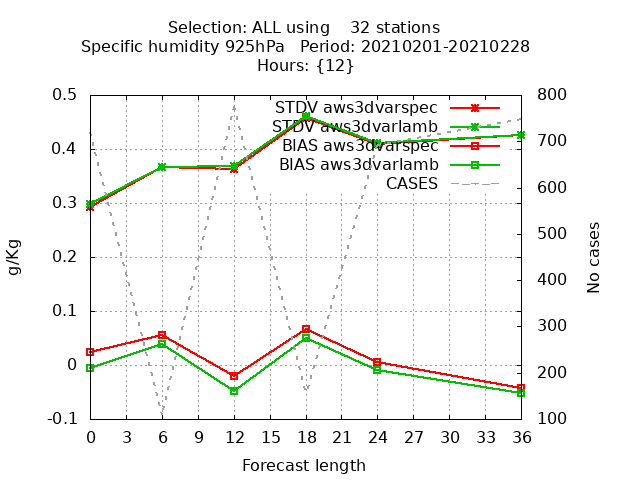 Selection: ALL using    32 stations
Specific humidity 925hPa   Period: 20210201-20210228
Hours: {12}
STDV aws3dvarspec
STDV aws3dvarlamb
BIAS aws3dvarspec
BIAS aws3dvarlamb
CASES
g/Kg
0.5
0.4
0.3
0.2
0.1
0
-0.1
800
700
600
500
400
300
200
100
No cases
0 3 6 9 12 15 18 21 24 27 30 33 36
Forecast length